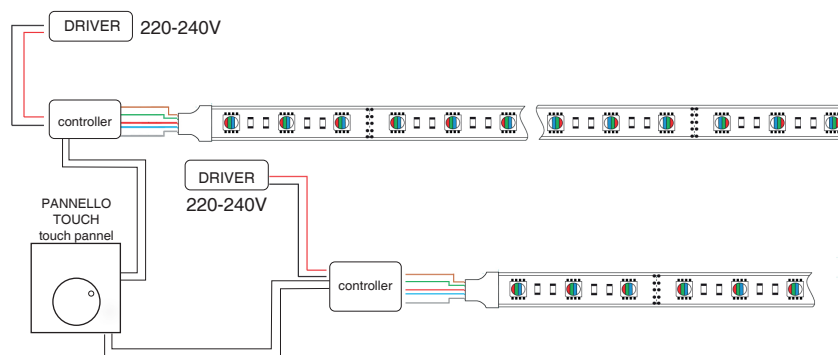 DRIVER 220-240V
controller
DRIVER
220-240V
PANNELLO
TOUCH
touch pannel
controller